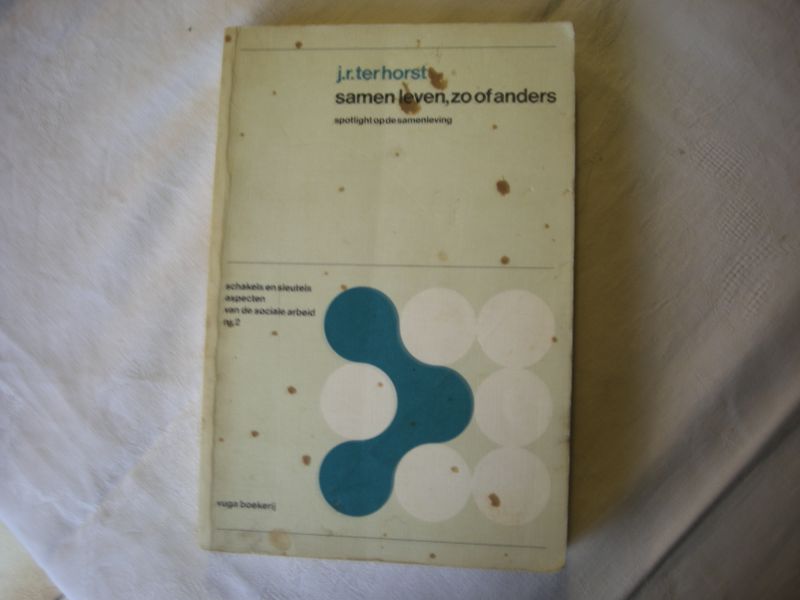 j.r.ter horst
samen leven, zo of anders
spotlight op de samenleving
schakels en sleutels
aspecten
van de sociale arbeid
ng.2
vuga boekerij